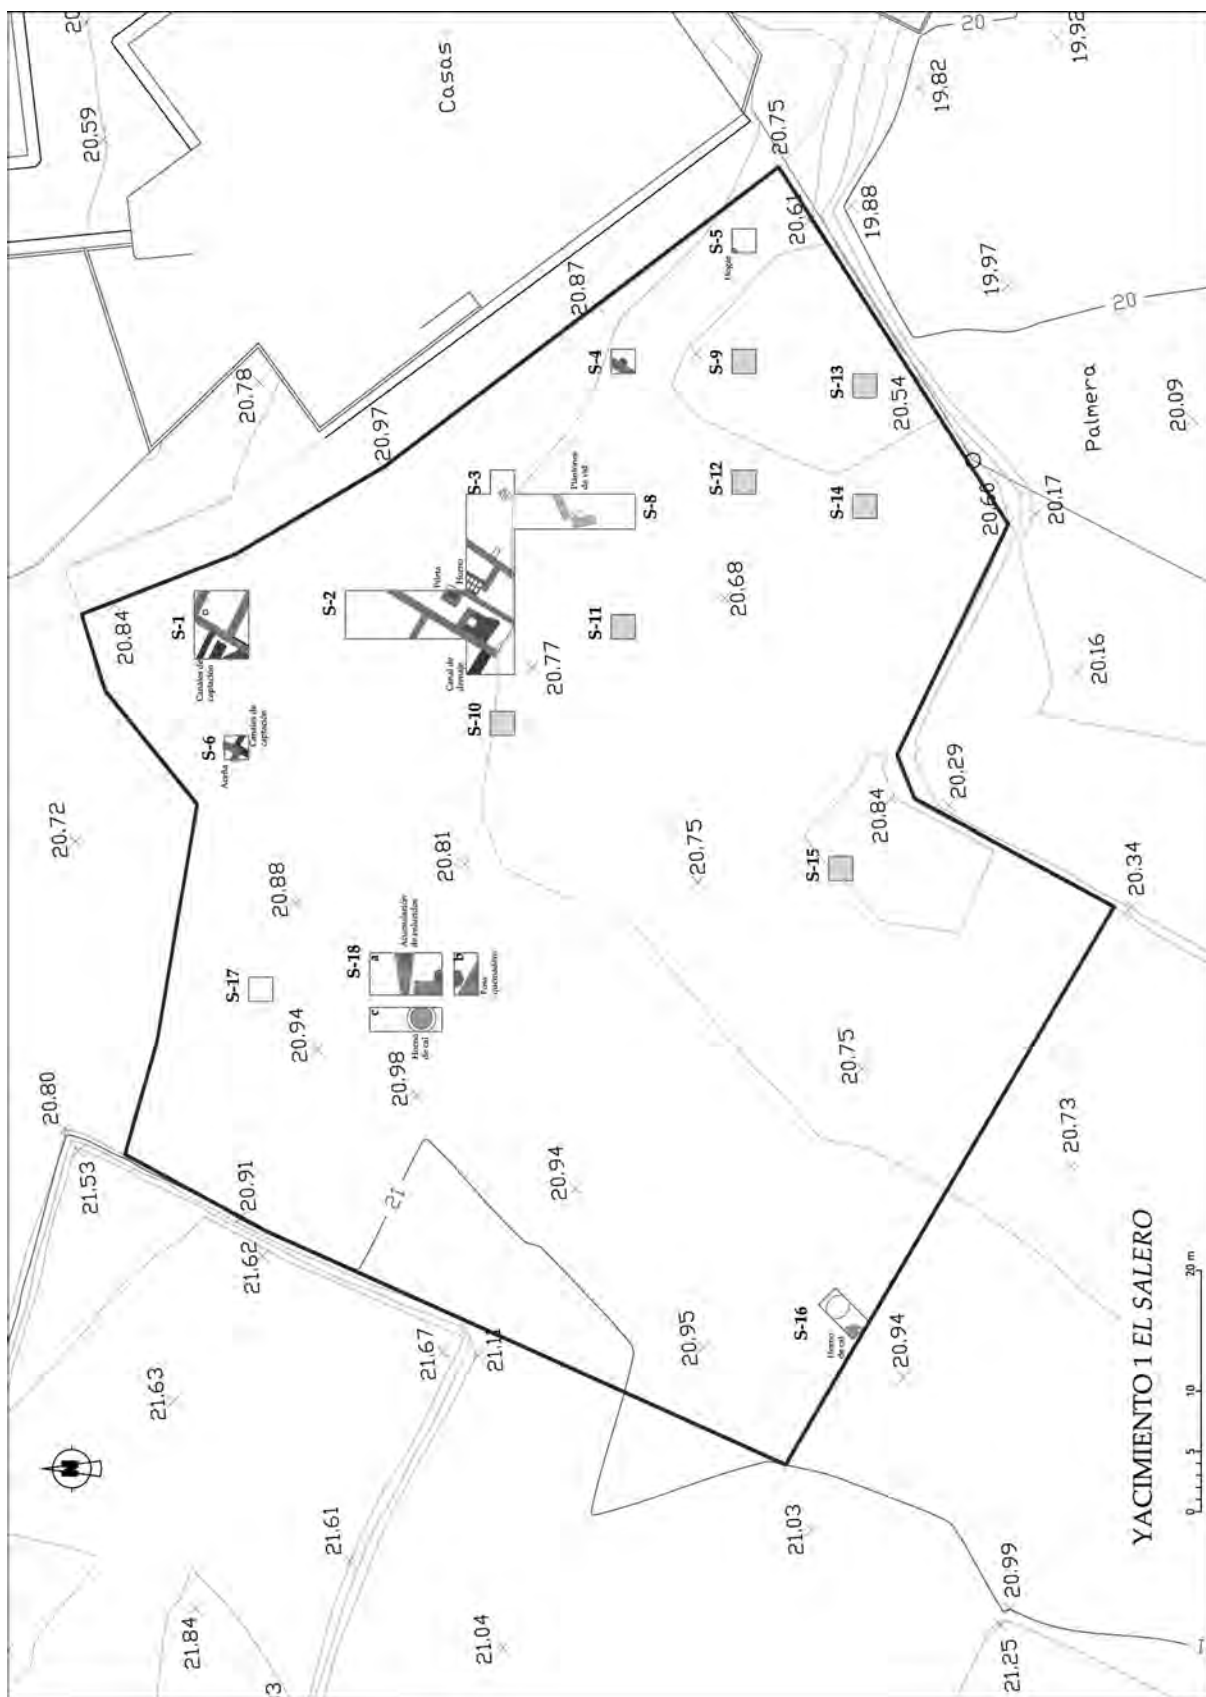 YACIMIENTO 1 EL SALERO
0 5 10 20 m
N
Casas
Palmera
S-1
Canales de
captación
S-6
Aceña
Canales de
captación
S-2
Pileta
Horno
Canal de
drenaje
S-3
Plantones
de vid
S-8
S-4
S-5
Hogar
S-9
S-10
S-11
S-12
S-13
S-14
S-15
S-16
Horno
de cal
S-17
S-18
a
b
c
Acumulación
de enlucidos
Fosa
quemadero
Horno
de cal
20.59
20.78
20.97
20.87
20.75
20.61
19.88
19.82
19.92
19.97
20
20
20.09
20.54
20.66
20.17
20.16
20.84
20.72
20.88
20.81
20.77
20.68
20.75
20.84
20.29
20.34
20.94
20.98
20.80
21.53
20.91
21.62
21
20.94
20.75
20.73
20.95
20.94
21.67
21.11
21.63
21.61
21.84
21.04
21.03
20.99
21.25